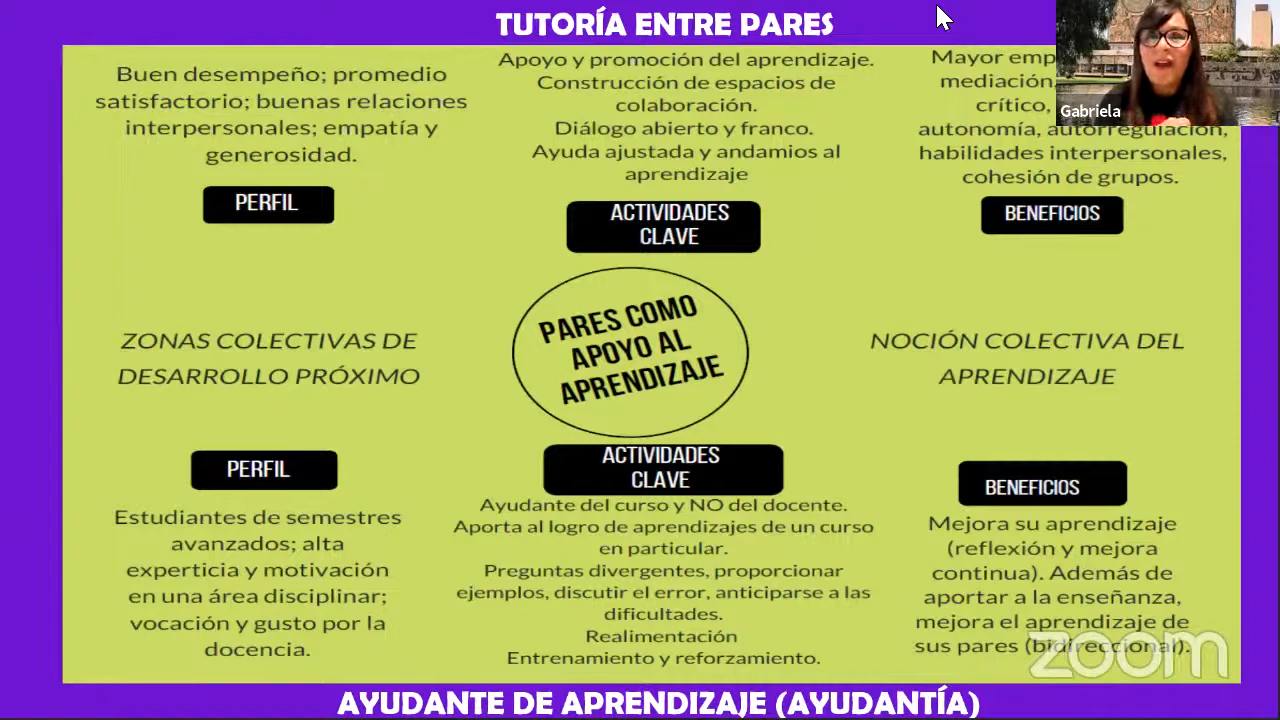 TUTORÍA ENTRE PARES
Buen desempeño; promedio
satisfactorio; buenas relaciones
interpersonales; empatía y
generosidad.
PERFIL
Apoyo y promoción del aprendizaje.
Construcción de espacios de
colaboración.
Diálogo abierto y franco.
Ayuda ajustada y andamios al
aprendizaje
ACTIVIDADES
CLAVE
Mayor
mediación,
crítico,
autonomía, autorregulación,
habilidades interpersonales,
cohesión de grupos.
BENEFICIOS
Gabriela
ZONAS COLECTIVAS DE
DESARROLLO PRÓXIMO
PARES COMO
APOYO AL
APRENDIZAJE
NOCIÓN COLECTIVA DEL
APRENDIZAJE
PERFIL
Estudiantes de semestres
avanzados; alta
experticia y motivación
en una área disciplinar;
vocación y gusto por la
docencia.
ACTIVIDADES
CLAVE
Ayudante del curso y NO del docente.
Aporta al logro de aprendizajes de un curso
en particular.
Preguntas divergentes, proporcionar
ejemplos, discutir el error, anticiparse a las
dificultades.
Realimentación
Entrenamiento y reforzamiento.
BENEFICIOS
Mejora su aprendizaje
(reflexión y mejora
continua). Además de
aportar a la enseñanza,
mejora el aprendizaje de
sus pares (bidireccional).
zoom
AYUDANTE DE APRENDIZAJE (AYUDANTÍA)